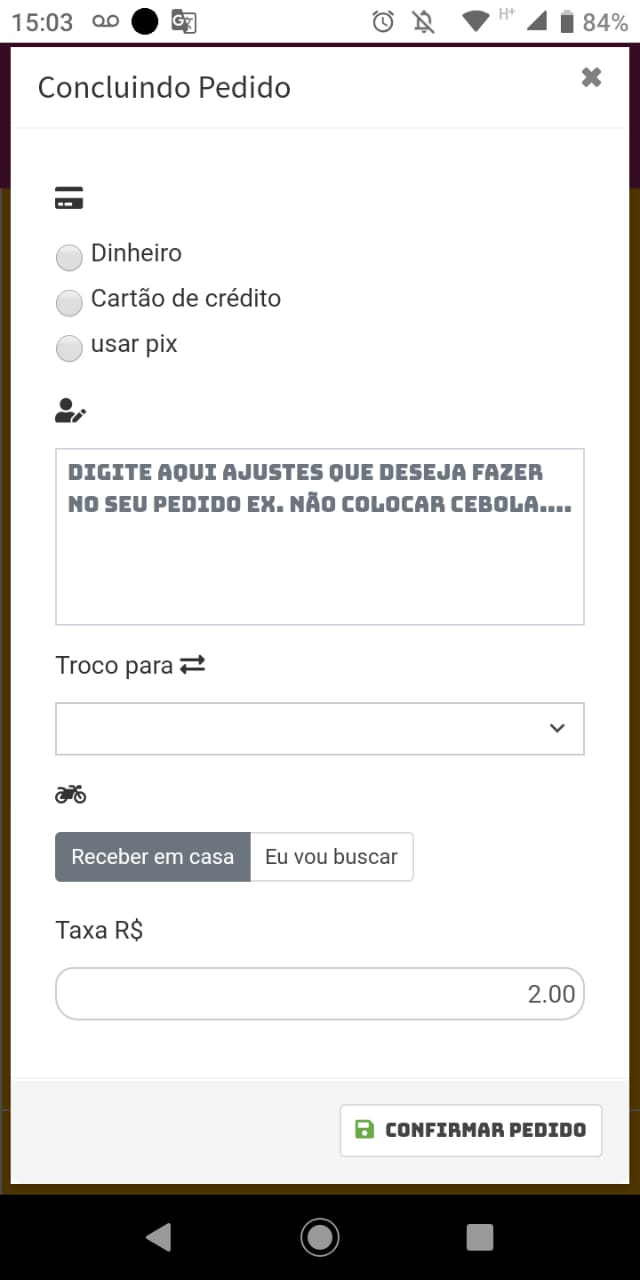 15:03
H+
84%
Concluindo Pedido
Dinheiro
Cartão de crédito
usar pix
DIGITE AQUI AJUSTES QUE DESEJA FAZER
NO SEU PEDIDO EX. NÃO COLOCAR CEBOLA....
Troco para
Receber em casa
Eu vou buscar
Taxa R$
2.00
CONFIRMAR PEDIDO